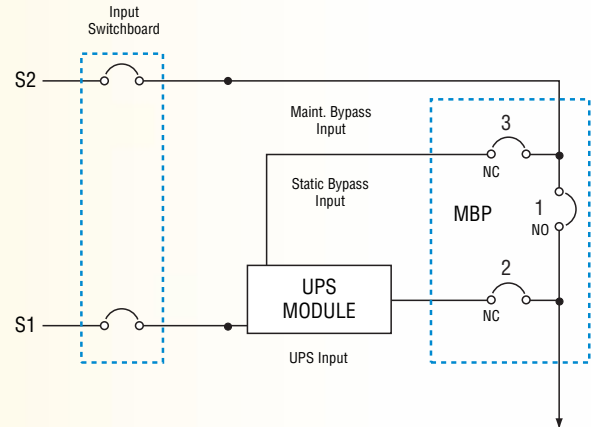 Input
Switchboard
S2
Maint. Bypass
Input
3
NC
Static Bypass
Input
MBP
1
NO
2
NC
UPS
MODULE
S1
UPS Input